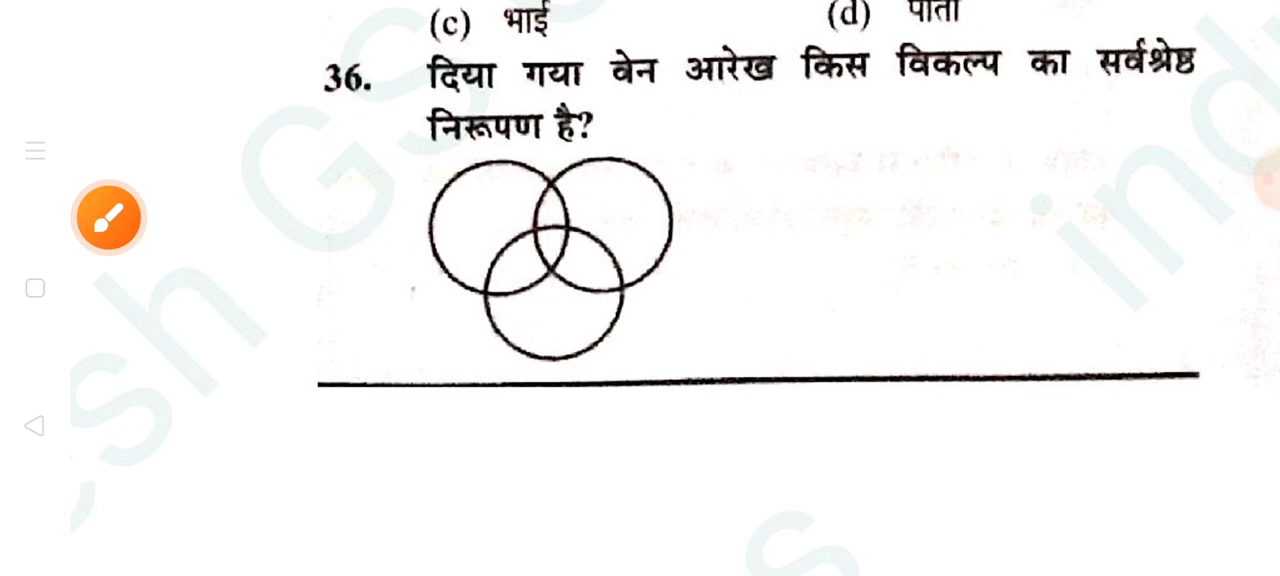 (c) भाई (d) पोता
36. दिया गया वेन आरेख किस विकल्प का सर्वश्रेष्ठ
निरूपण है?